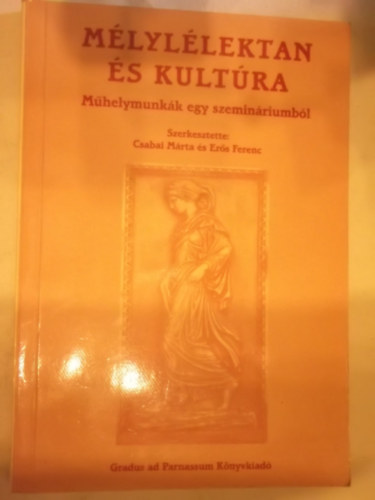 MÉLYLÉLEKTAN
ÉS KULTÚRA
Műhelymunkák egy szemináriumból
Szerkesztette:
Csabai Márta és Erős Ferenc
Gradus ad Parnassum Könyvkiadó